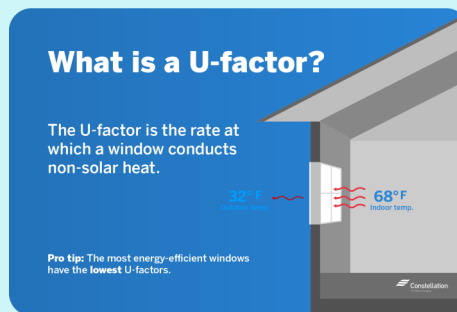 What is a U-factor?
The U-factor is the rate at
which a window conducts
non-solar heat.
32° F
Outdoor temp.
68° F
Indoor temp.
Pro tip: The most energy-efficient windows
have the lowest U-factors.
Constellation